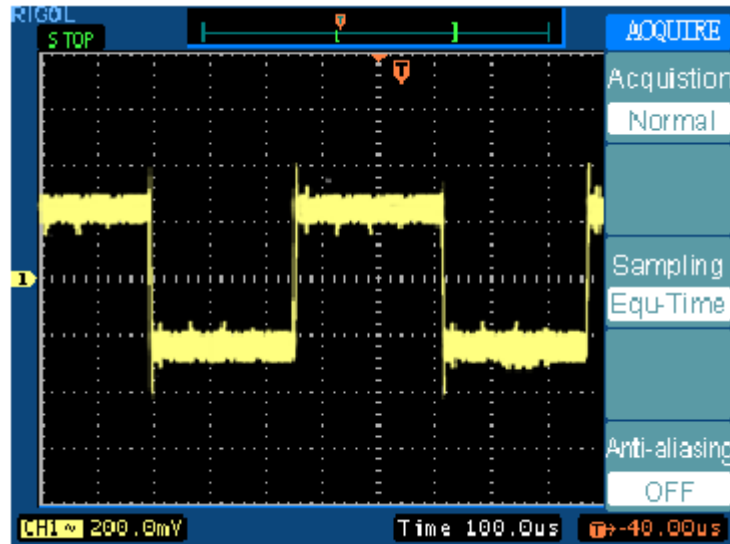 RIGOL
STOP
T
T
1
ACQUIRE
Acquistion
Normal
Sampling
Equ-Time
Anti-aliasing
OFF
CH1~ 200.0mV
Time 100.0us
T→-40.00us